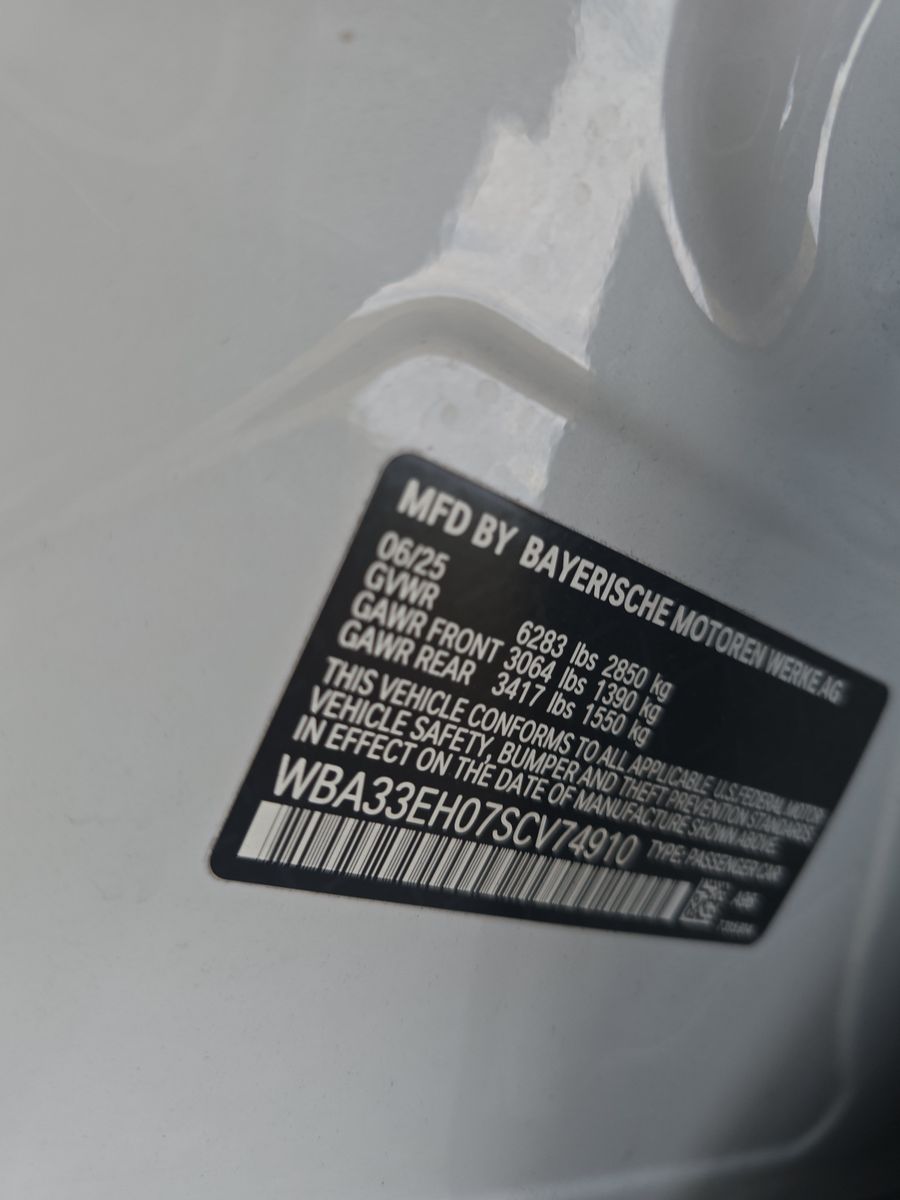 MFD BY BAYERISCHE MOTOREN WERKE AG
06/25
GVWR 6283 lbs 2850 kg
GAWR FRONT 3064 lbs 1390 kg
GAWR REAR 3417 lbs 1550 kg
THIS VEHICLE CONFORMS TO ALL APPLICABLE U.S. FEDERAL MOTOR
VEHICLE SAFETY, BUMPER AND THEFT PREVENTION STANDARDS
IN EFFECT ON THE DATE OF MANUFACTURE SHOWN ABOVE.
WBA33EH07SCV74910 TYPE: PASSENGER CAR